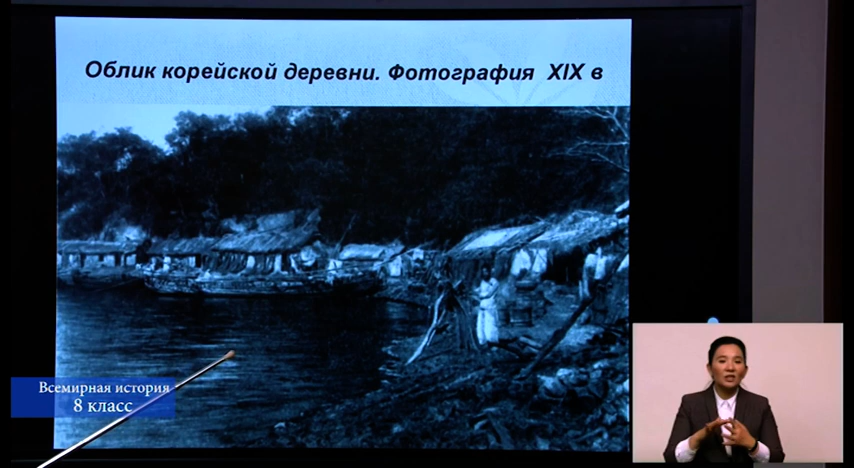 Облик корейской деревни. Фотография XIX в
Всемирная история
8 класс